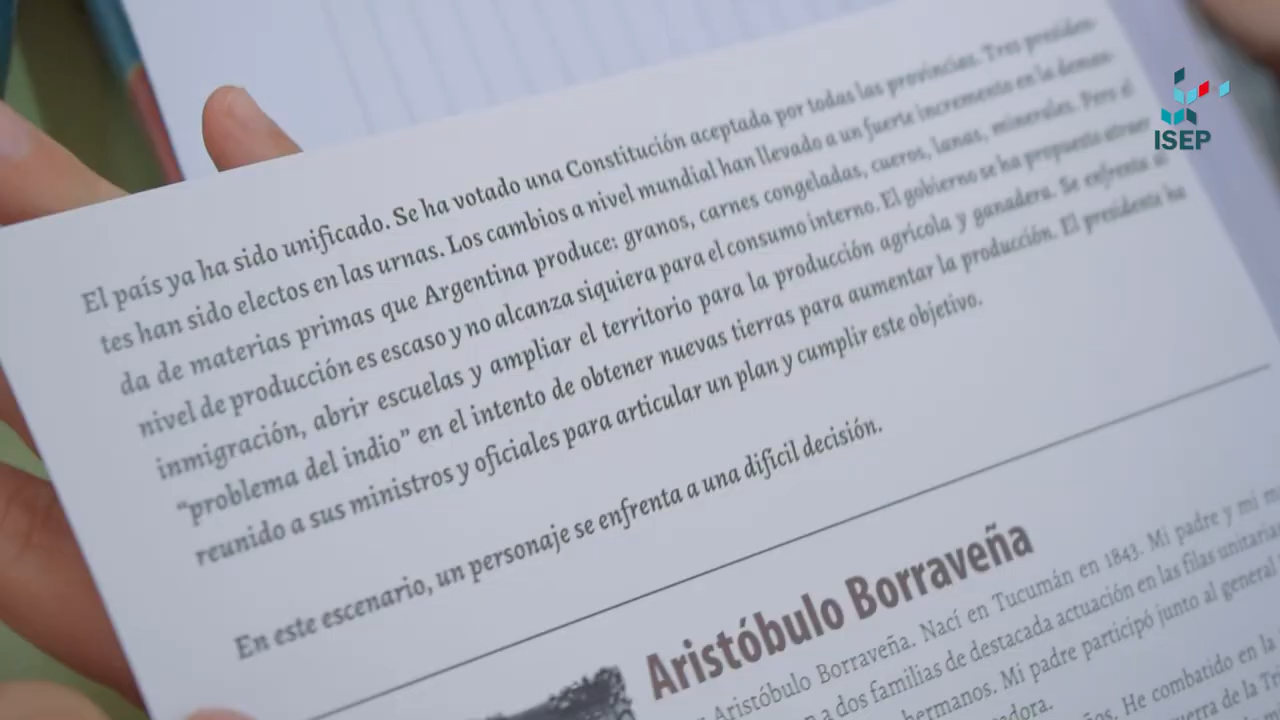 ISEP
El país ya ha sido unificado. Se ha votado una Constitución aceptada por todas las provincias. Tres presiden-
tes han sido electos en las urnas. Los cambios a nivel mundial han llevado a un fuerte incremento en la deman-
da de materias primas que Argentina produce: granos, carnes congeladas, cueros, lanas, minerales. Pero el
nivel de producción es escaso y no alcanza siquiera para el consumo interno. El gobierno se ha propuesto atraer
inmigración, abrir escuelas y ampliar el territorio para la producción agrícola y ganadera. Se enfrenta al
“problema del indio” en el intento de obtener nuevas tierras para aumentar la producción. El presidente ha
reunido a sus ministros y oficiales para articular un plan y cumplir este objetivo.
En este escenario, un personaje se enfrenta a una difícil decisión.
Aristóbulo Borraveña
Aristóbulo Borraveña. Nací en Tucumán en 1843. Mi padre y mi
a dos familias de destacada actuación en las filas unitaria
hermanos. Mi padre participó junto al general
He combatido en la
de la